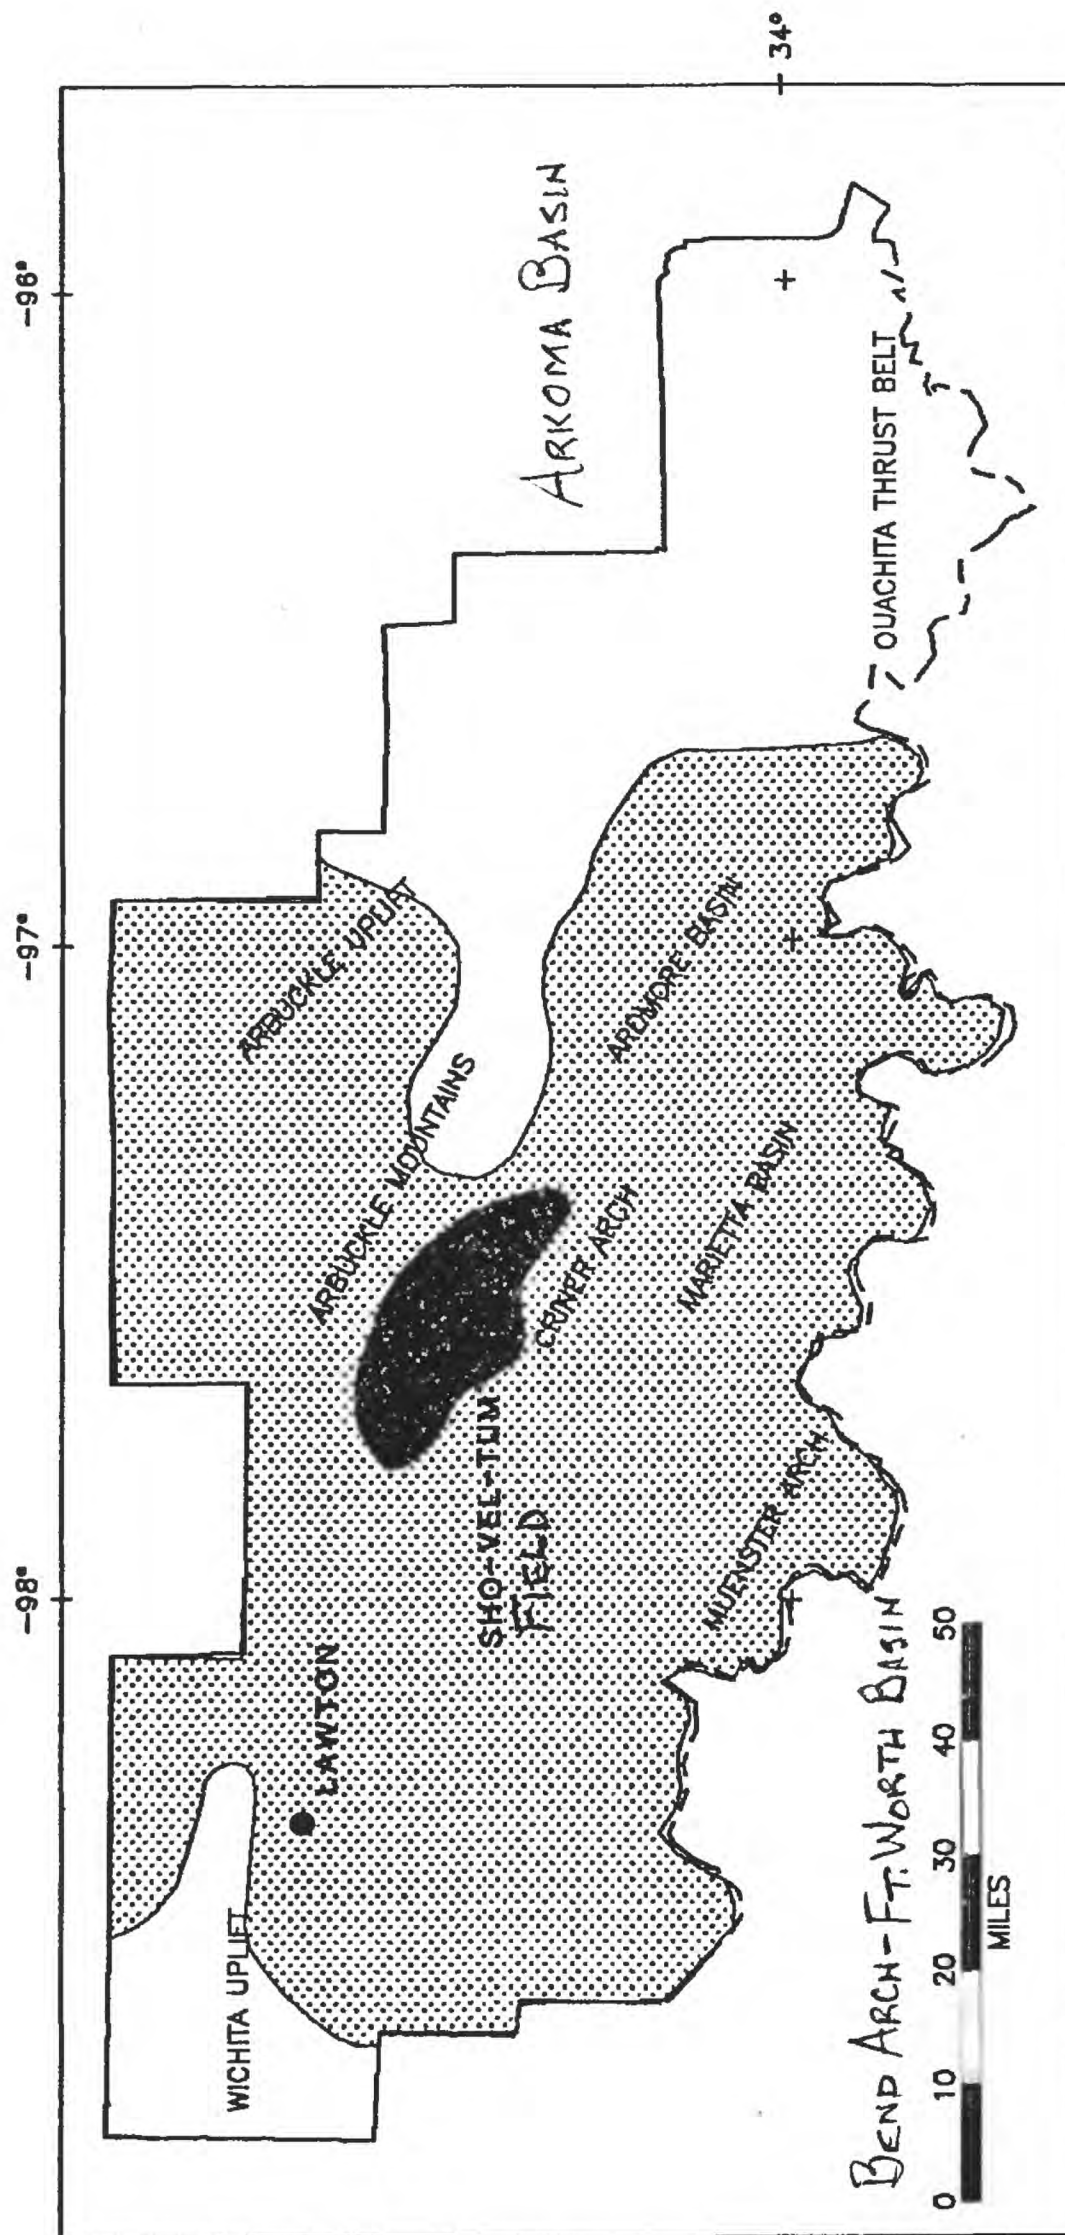 -98°
-97°
-96°
34°
WICHITA UPLIFT
LAWTON
ARBUCKLE UPLIAT
ARBUCKLE MOUNTAINS
ARKOMA BASIN
SHO-VEL-TUM
FIELD
CRINER ARCH
ARDMORE BASIN
MARIETTA BASIN
MUENSTER ARCH
OUACHITA THRUST BELT
BEND ARCH-FT. WORTH BASIN
0 10 20 30 40 50
MILES